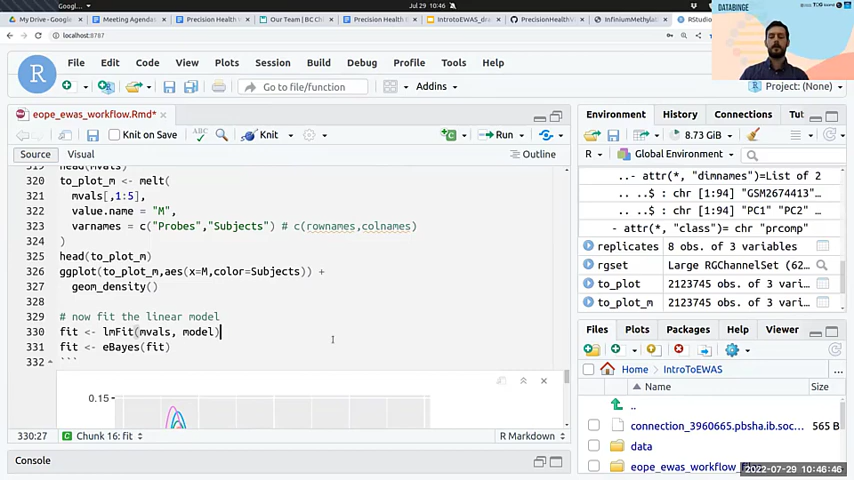 Googl...
Jul 29 10:46
My Drive - Google
Meeting Agendas
Precision Health
Our Team | BC Ch
Precision Health
IntrotoEWAS_dra
PrecisionHealthV
InfiniumMethylat
RStudio
localhost:8787
DATABINGE
File Edit Code View Plots Session Build Debug Profile Tools Help
Go to file/function
Addins
Project: (None)
eope_ewas_workflow.Rmd*
Knit on Save
Knit
Run
Source Visual
Outline
319 head(mvals)
320 to_plot_m <- melt(
321 mvals[,1:5],
322 value.name = "M",
323 varnames = c("Probes","Subjects") # c(rownames,colnames)
324 )
325 head(to_plot_m)
326 ggplot(to_plot_m,aes(x=M,color=Subjects)) +
327 geom_density()
328
329 # now fit the linear model
330 fit <- lmFit(mvals, model)
331 fit <- eBayes(fit)
332 ```
0.15
330:27 Chunk 16: fit R Markdown
Console
Environment History Connections Tut
8.73 GiB
R Global Environment
..- attr(*, "dimnames")=List of 2
.. ..$ : chr [1:94] "GSM2674413"...
.. ..$ : chr [1:94] "PC1" "PC2" ...
- attr(*, "class")= chr "prcomp"
replicates 8 obs. of 3 variables
rgset Large RGChannelSet (62...
to_plot 2123745 obs. of 3 variab...
to_plot_m 2123745 obs. of 3 variab...
Files Plots Packages Help Viewer
Home IntroToEWAS ...
Name Size
..
connection_3960665.pbsha.ib.soc... 565 B
data
eope_ewas_workflow_
2022-07-29 10:46:46